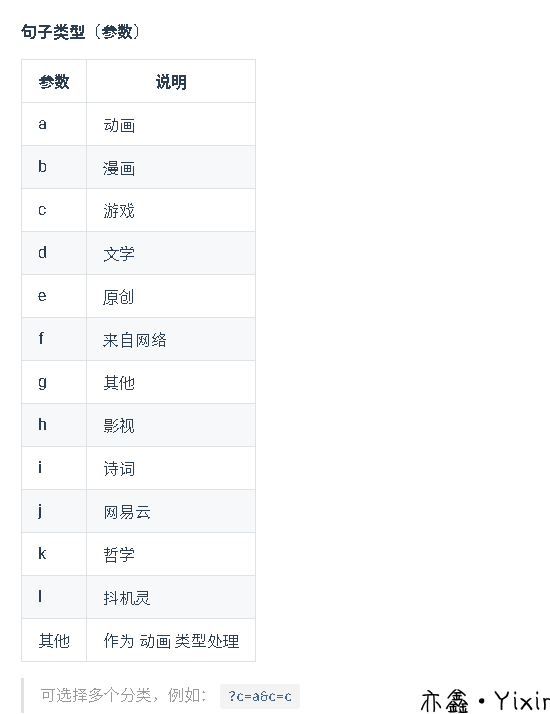 句子类型（参数）
参数 说明
a 动画
b 漫画
c 游戏
d 文学
e 原创
f 来自网络
g 其他
h 影视
i 诗词
j 网易云
k 哲学
l 抖机灵
其他 作为 动画 类型处理
可选择多个分类，例如： ?c=a&c=c
亦鑫·Yixir